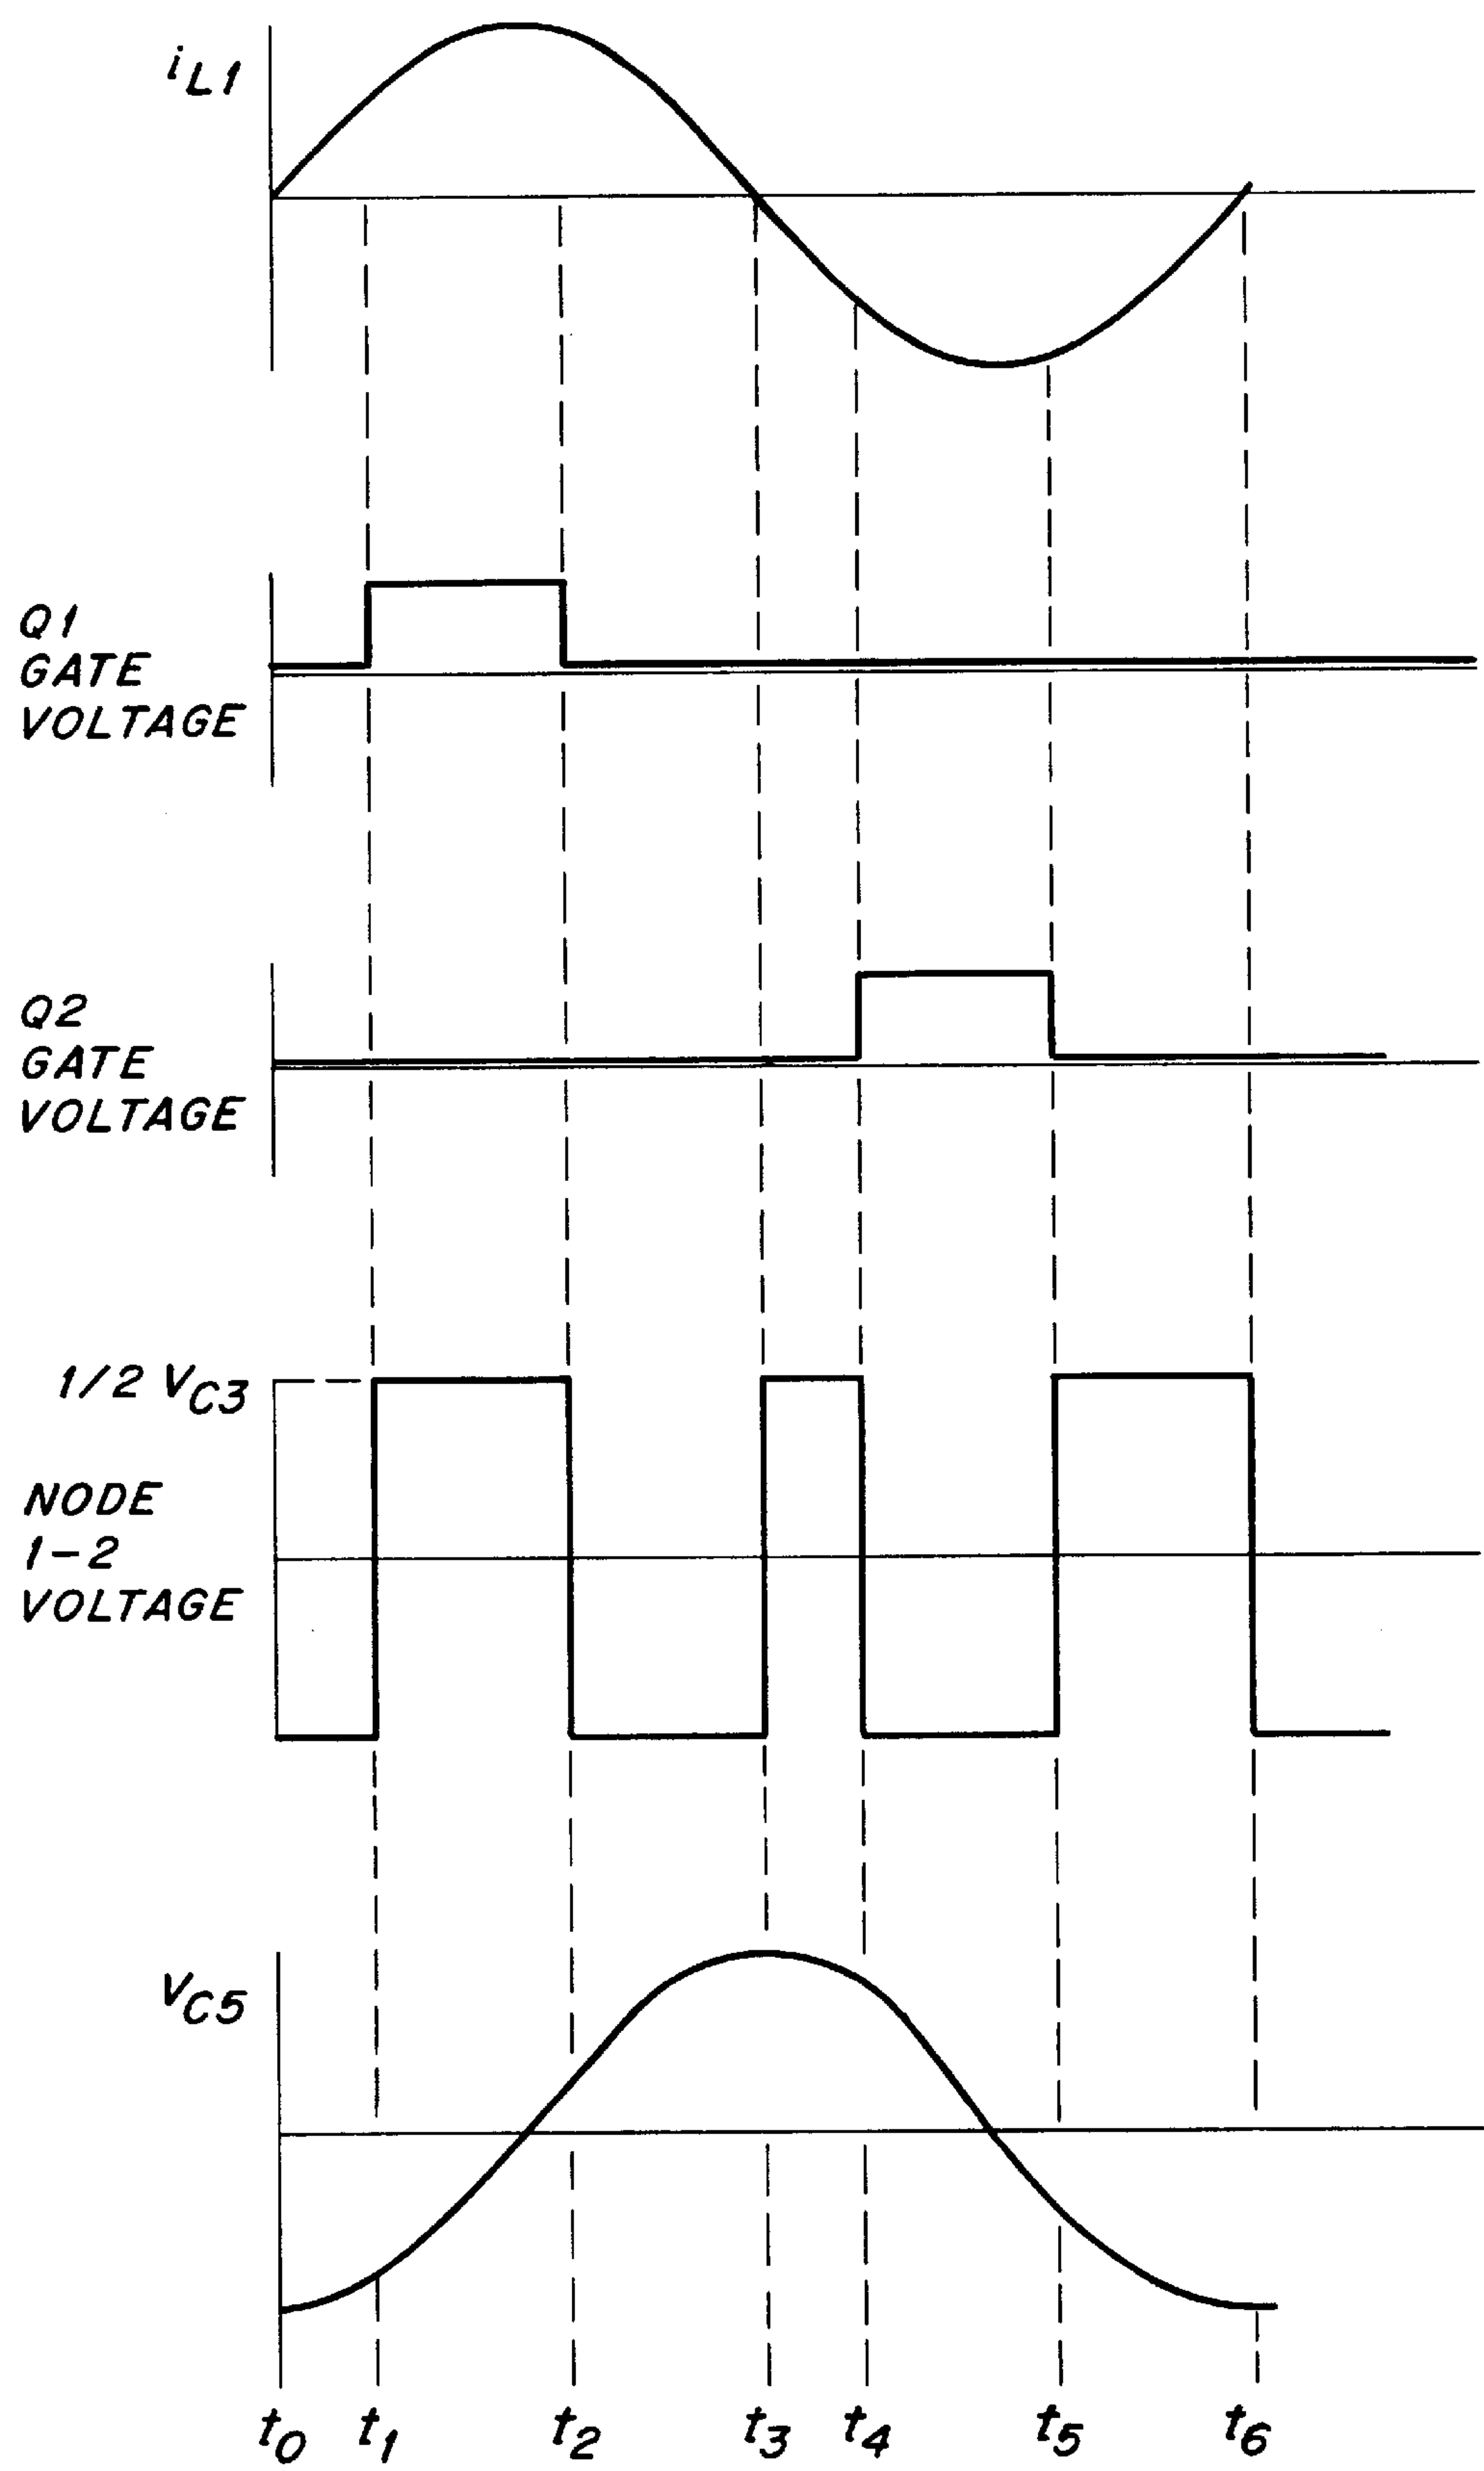 iL1
Q1
GATE
VOLTAGE
Q2
GATE
VOLTAGE
1/2 VC3
NODE
1-2
VOLTAGE
VC5
t0 t1 t2 t3 t4 t5 t6